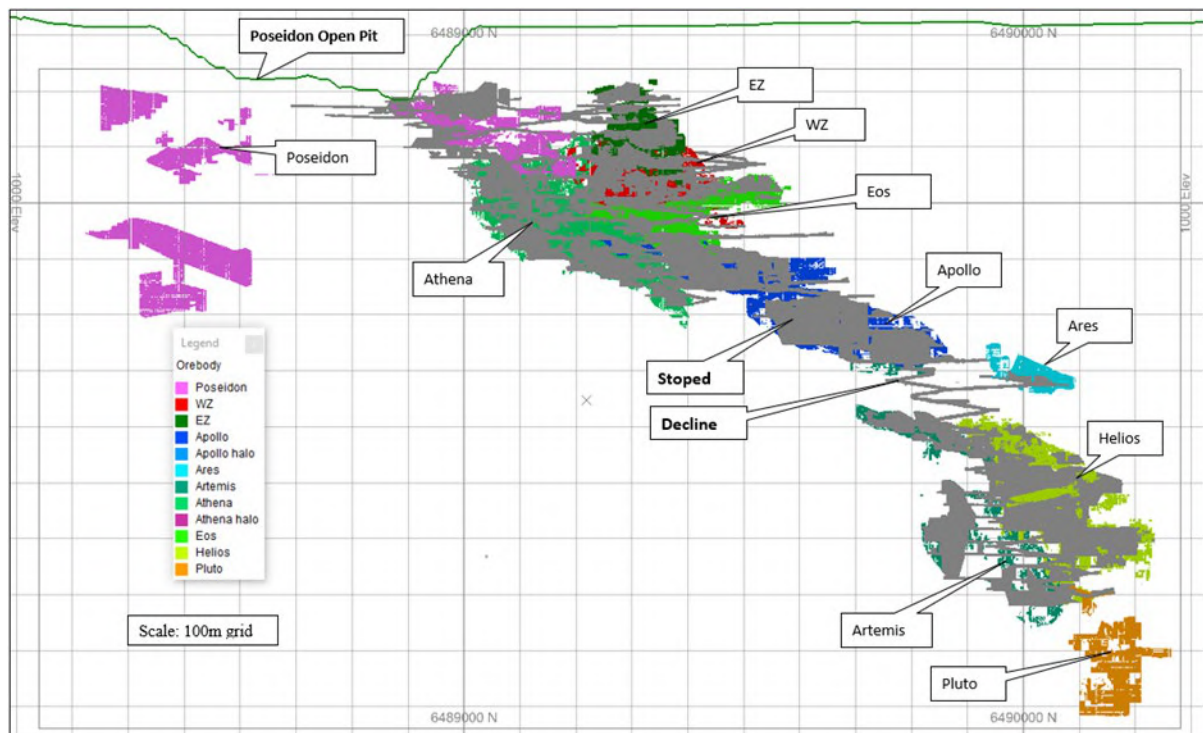 6489000 N
6490000 N
Poseidon Open Pit
EZ
WZ
Poseidon
Eos
1000 Elev
1000 Elev
Athena
Apollo
Ares
Stoped
Decline
Helios
Legend
Orebody
Poseidon
WZ
EZ
Apollo
Apollo halo
Ares
Artemis
Athena
Athena halo
Eos
Helios
Pluto
Scale: 100m grid
Artemis
Pluto
6489000 N
6490000 N